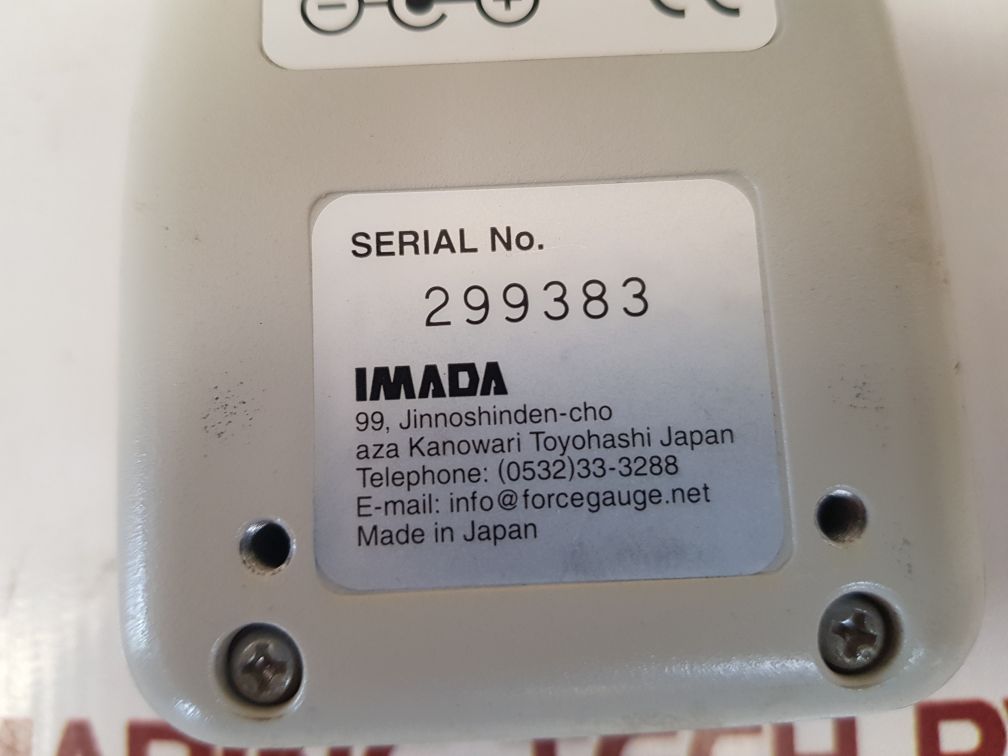 SERIAL No.
299383
IMADA
99, Jinnoshinden-cho
aza Kanowari Toyohashi Japan
Telephone: (0532)33-3288
E-mail: info@forcegauge.net
Made in Japan